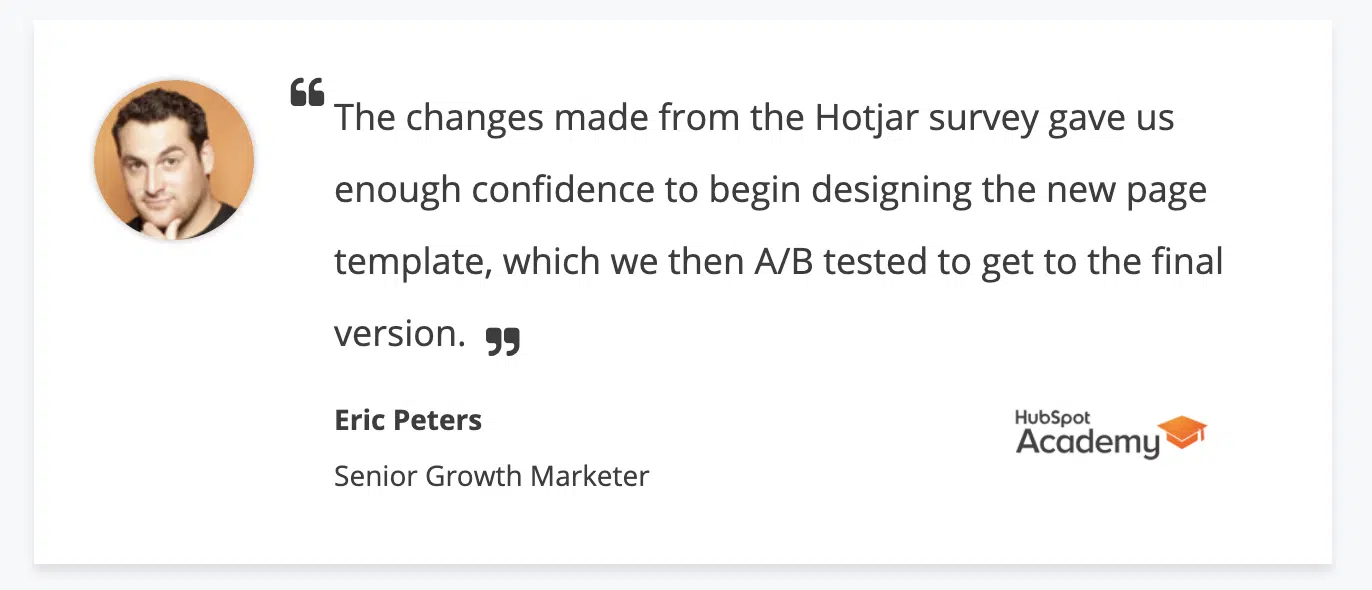 “ The changes made from the Hotjar survey gave us
enough confidence to begin designing the new page
template, which we then A/B tested to get to the final
version. ”
Eric Peters
Senior Growth Marketer
HubSpot
Academy